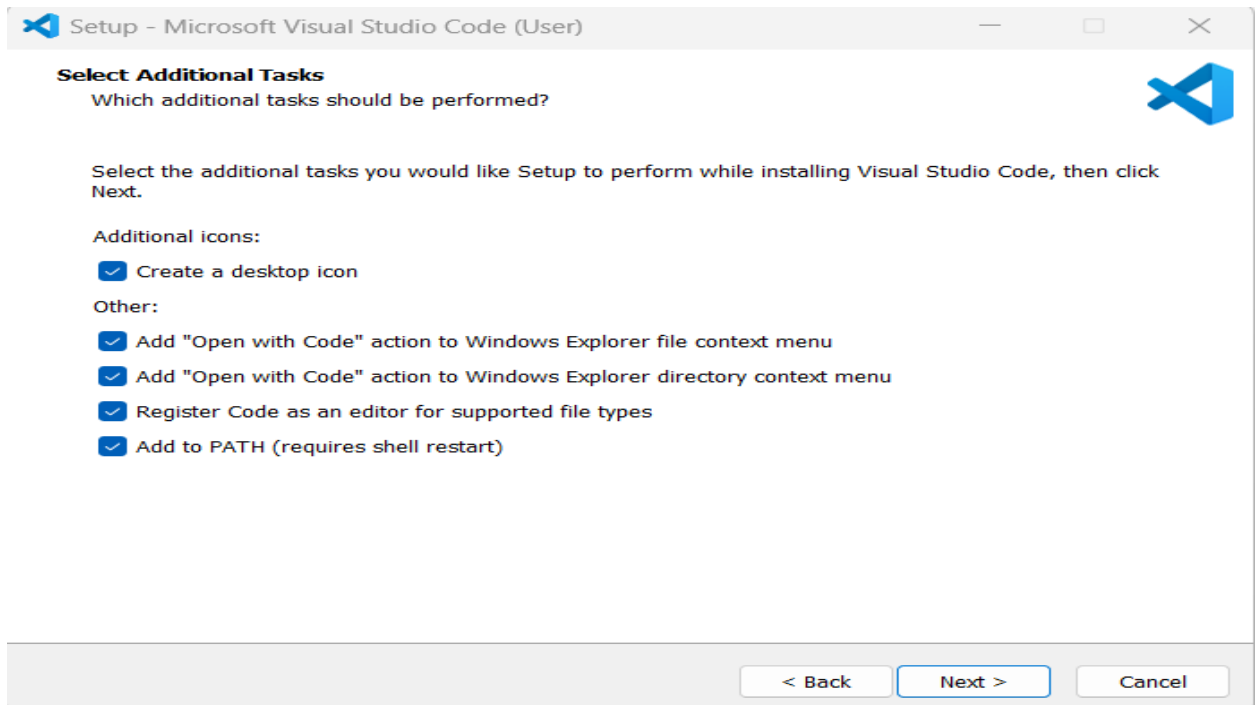 Setup - Microsoft Visual Studio Code (User)
Select Additional Tasks
Which additional tasks should be performed?
Select the additional tasks you would like Setup to perform while installing Visual Studio Code, then click
Next.
Additional icons:
Create a desktop icon
Other:
Add "Open with Code" action to Windows Explorer file context menu
Add "Open with Code" action to Windows Explorer directory context menu
Register Code as an editor for supported file types
Add to PATH (requires shell restart)
< Back Next > Cancel